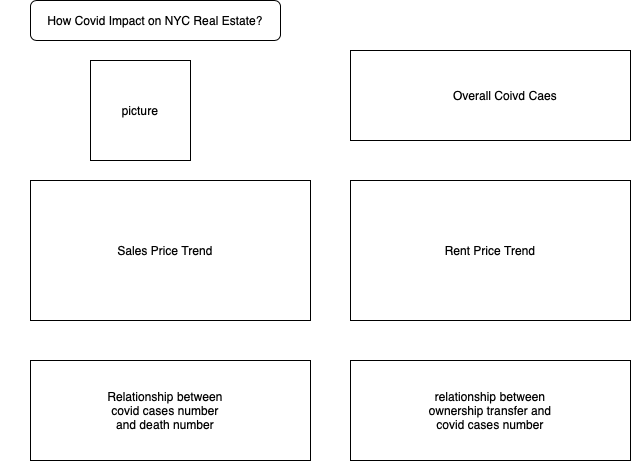 How Covid Impact on NYC Real Estate?
picture
Overall Coivd Caes
Sales Price Trend
Rent Price Trend
Relationship between
covid cases number
and death number
relationship between
ownership transfer and
covid cases number